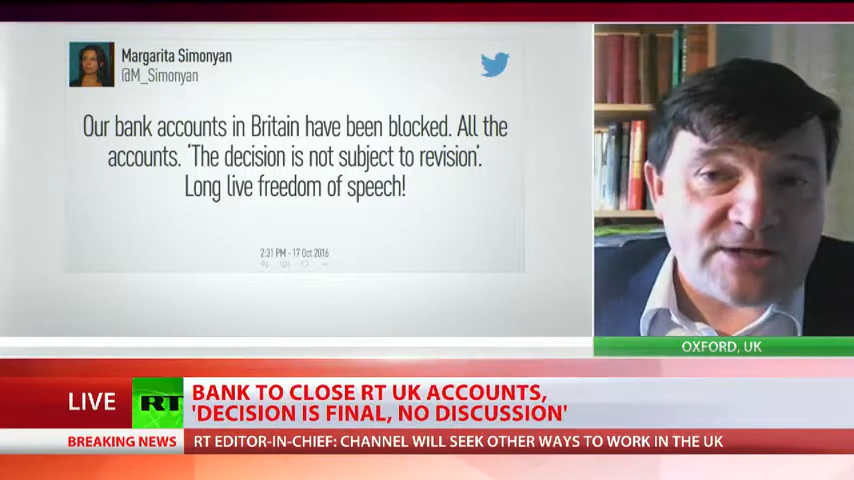 Margarita Simonyan
@M_Simonyan
Our bank accounts in Britain have been blocked. All the
accounts. 'The decision is not subject to revision'.
Long live freedom of speech!
2:31 PM - 17 Oct 2016
OXFORD, UK
LIVE
RT
BANK TO CLOSE RT UK ACCOUNTS,
'DECISION IS FINAL, NO DISCUSSION'
BREAKING NEWS
RT EDITOR-IN-CHIEF: CHANNEL WILL SEEK OTHER WAYS TO WORK IN THE UK